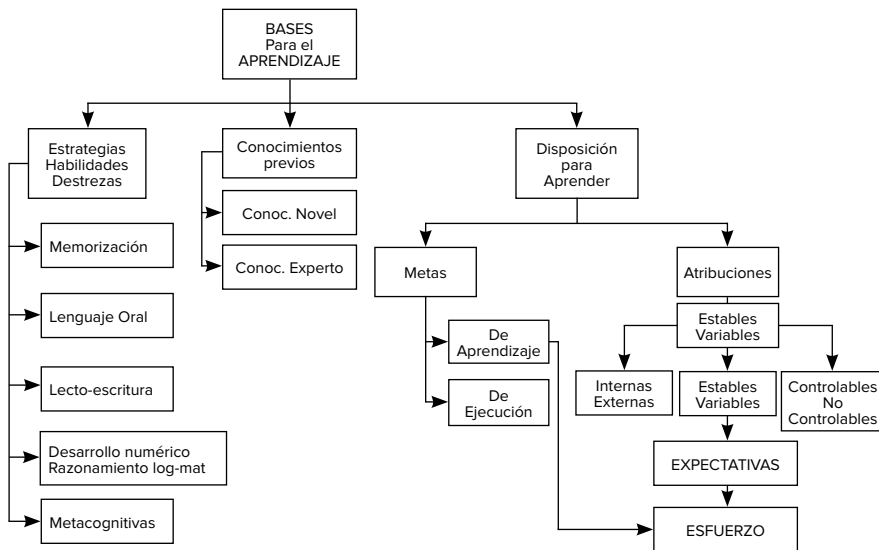 BASES
Para el
APRENDIZAJE
Estrategias
Habilidades
Destrezas
Conocimientos
previos
Disposición
para
Aprender
Memorización
Lenguaje Oral
Lecto-escritura
Desarrollo numérico
Razonamiento log-mat
Metacognitivas
Conoc. Novel
Conoc. Experto
Metas
De
Aprendizaje
De
Ejecución
Atribuciones
Estables
Variables
Internas
Externas
Estables
Variables
Controlables
No
Controlables
EXPECTATIVAS
ESFUERZO